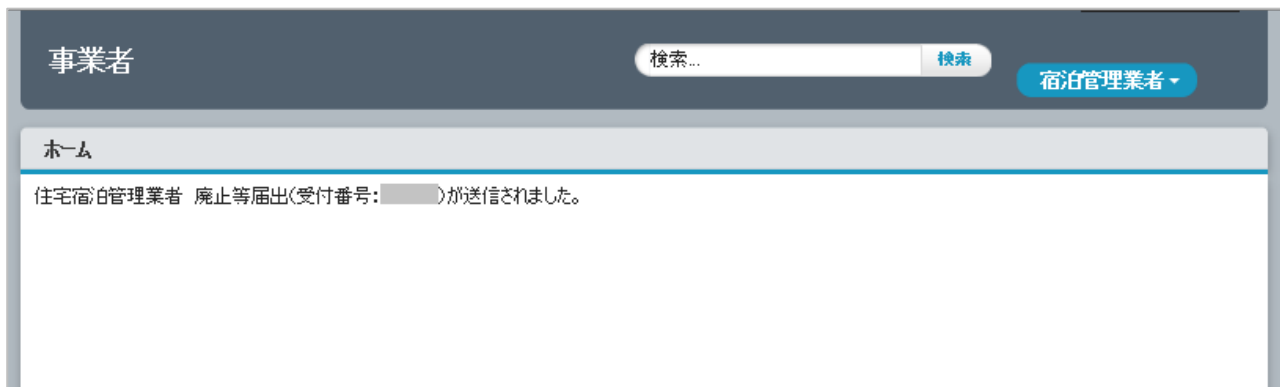 事業者
検索...
検索
宿泊管理業者
ホーム
住宅宿泊管理業者 廃止等届出(受付番号: )が送信されました。